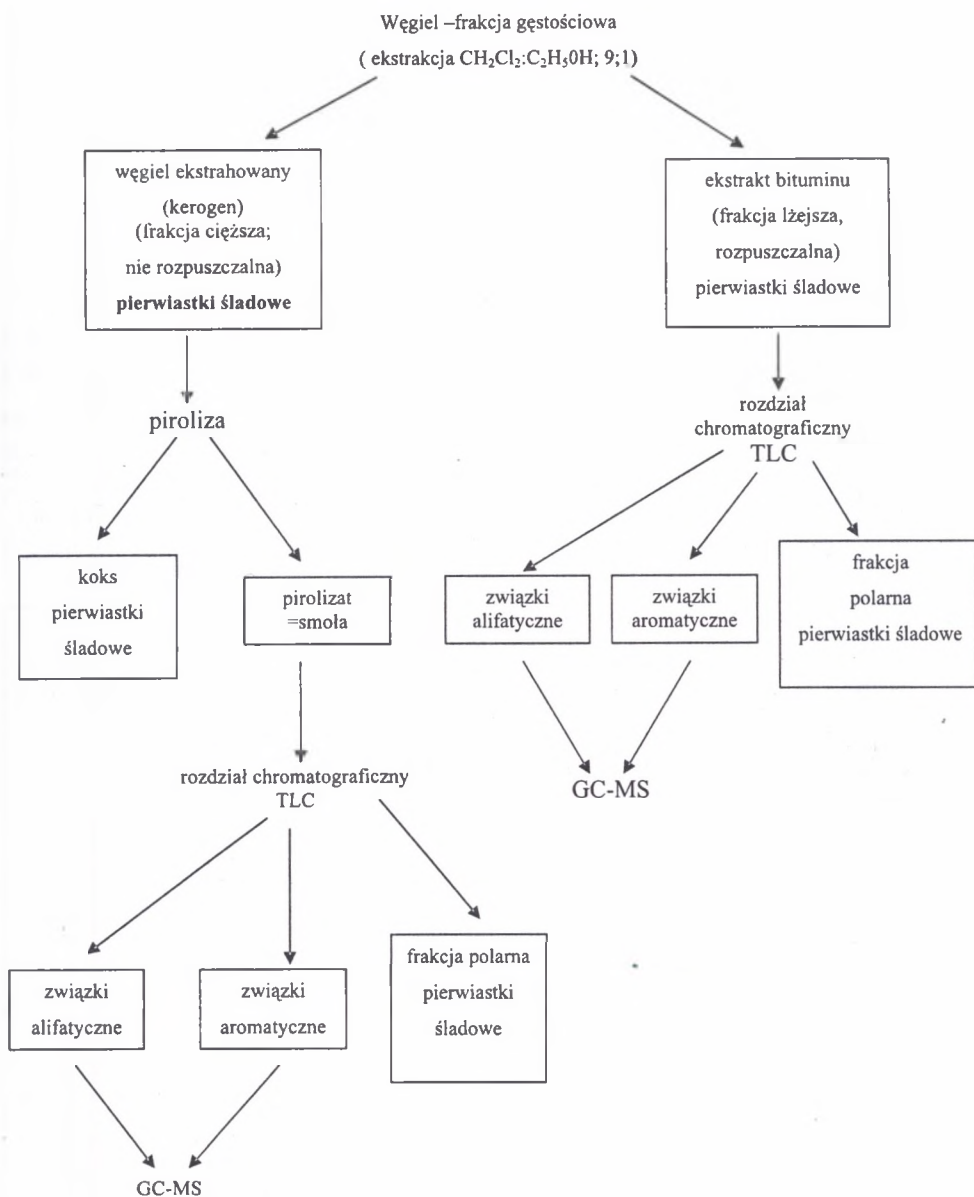 Węgiel –frakcja gęstościowa
( ekstrakcja CH₂Cl₂:C₂H₅0H; 9;1)
węgiel ekstrahowany
(kerogen)
(frakcja cięższa;
nie rozpuszczalna)
pierwiastki śladowe
ekstrakt bituminu
(frakcja lżejsza,
rozpuszczalna)
pierwiastki śladowe
piroliza
rozdział
chromatograficzny
TLC
koks
pierwiastki
śladowe
pirolizat
=smoła
związki
alifatyczne
związki
aromatyczne
frakcja
polarna
pierwiastki śladowe
rozdział chromatograficzny
TLC
GC-MS
związki
alifatyczne
związki
aromatyczne
frakcja polarna
pierwiastki
śladowe
GC-MS